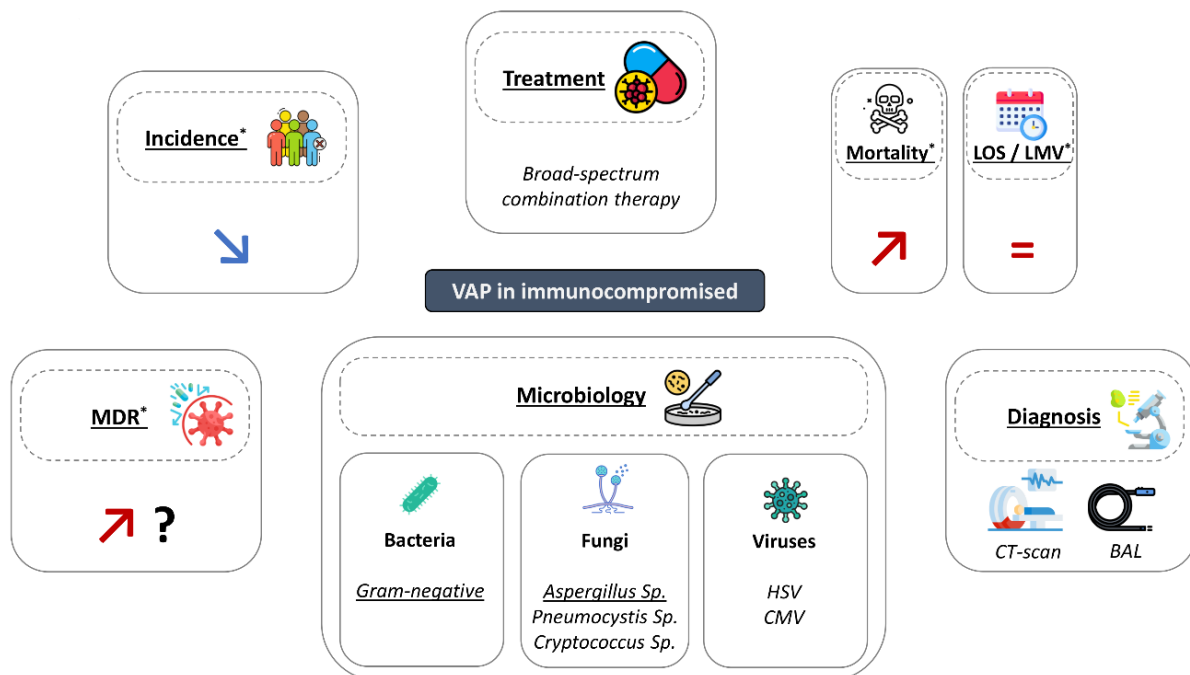 Treatment
Broad-spectrum
combination therapy
Incidence*
Mortality*
LOS / LMV*
=
VAP in immunocompromised
MDR*
?
Microbiology
Bacteria
Gram-negative
Fungi
Aspergillus Sp.
Pneumocystis Sp.
Cryptococcus Sp.
Viruses
HSV
CMV
Diagnosis
CT-scan
BAL